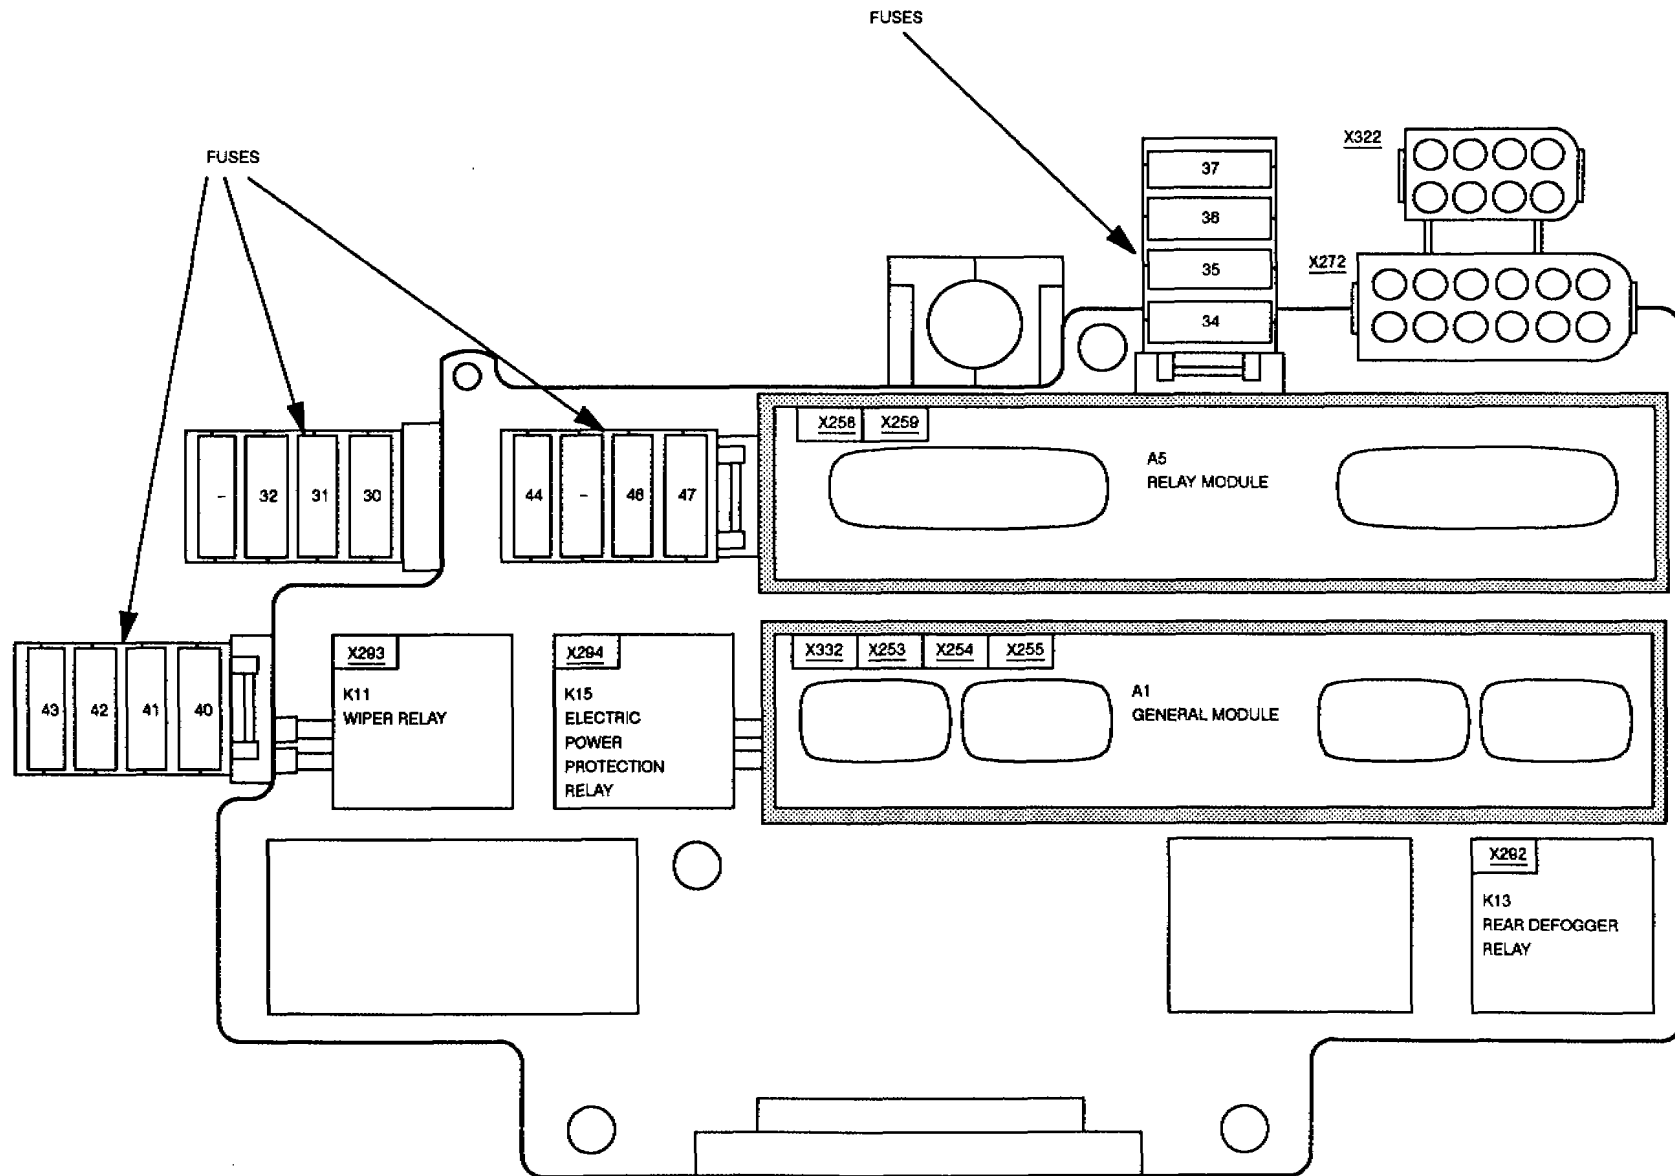 FUSES
FUSES
X322
37
38
X272
35
34
X258 X259
A5
RELAY MODULE
- 32 31 30
44 - 46 47
X293
K11
WIPER RELAY
X294
K15
ELECTRIC
POWER
PROTECTION
RELAY
X332 X253 X254 X255
A1
GENERAL MODULE
43 42 41 40
X292
K13
REAR DEFOGGER
RELAY